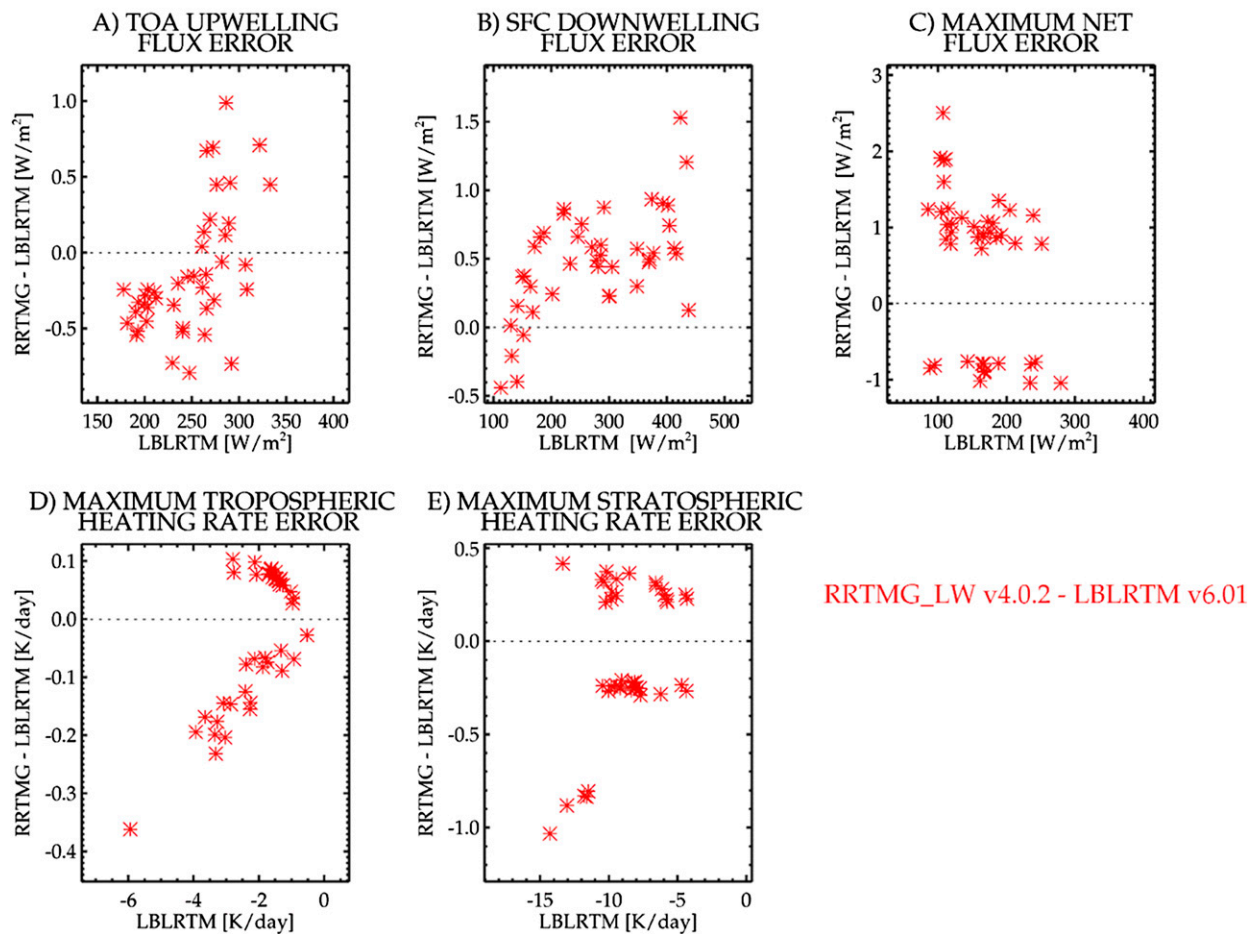 A) TOA UPWELLING
FLUX ERROR
RRTMG - LBLRTM [W/m²]
1.0
0.5
0.0
-0.5
150 200 250 300 350 400
LBLRTM [W/m²]
B) SFC DOWNWELLING
FLUX ERROR
RRTMG - LBLRTM [W/m²]
1.5
1.0
0.5
0.0
-0.5
100 200 300 400 500
LBLRTM [W/m²]
C) MAXIMUM NET
FLUX ERROR
RRTMG - LBLRTM [W/m²]
3
2
1
0
-1
100 200 300 400
LBLRTM [W/m²]
D) MAXIMUM TROPOSPHERIC
HEATING RATE ERROR
RRTMG - LBLRTM [K/day]
0.1
0.0
-0.1
-0.2
-0.3
-0.4
-6 -4 -2 0
LBLRTM [K/day]
E) MAXIMUM STRATOSPHERIC
HEATING RATE ERROR
RRTMG - LBLRTM [K/day]
0.5
0.0
-0.5
-1.0
-15 -10 -5 0
LBLRTM [K/day]
RRTMG_LW v4.0.2 - LBLRTM v6.01